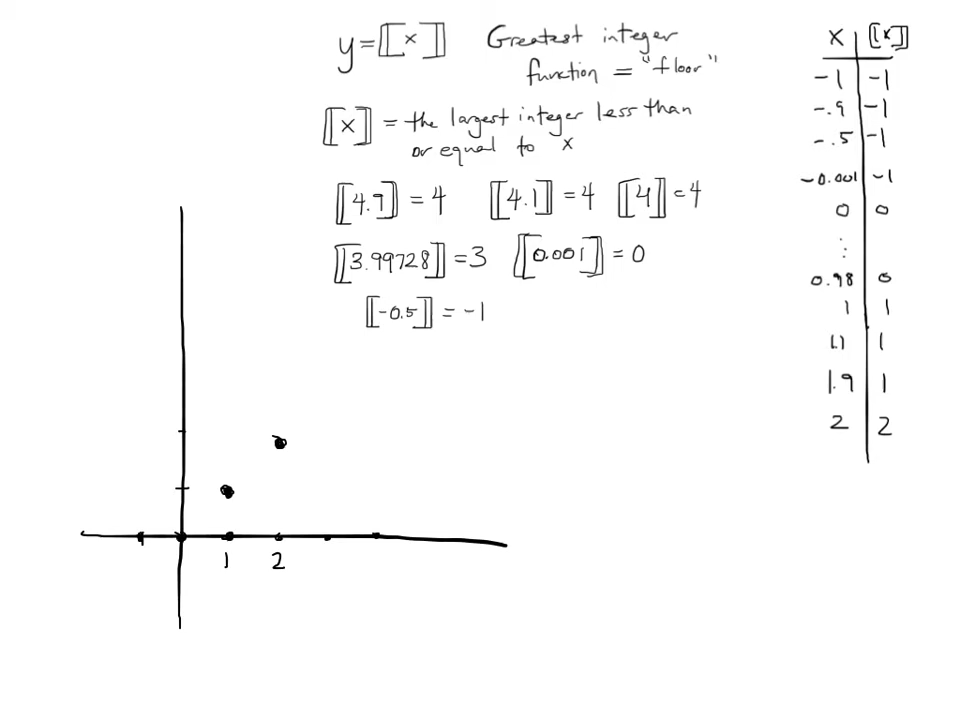 y = [[x]] Greatest integer
function = "floor"
[[x]] = the largest integer less than
or equal to x
[[4.9]] = 4 [[4.1]] = 4 [[4]] = 4
[[3.99728]] = 3 [[0.001]] = 0
[[-0.5]] = -1
x [[x]]
-1 -1
-.9 -1
-.5 -1
-0.001 -1
0 0
⋮
0.98 0
1 1
1.1 1
1.9 1
2 2
1 2